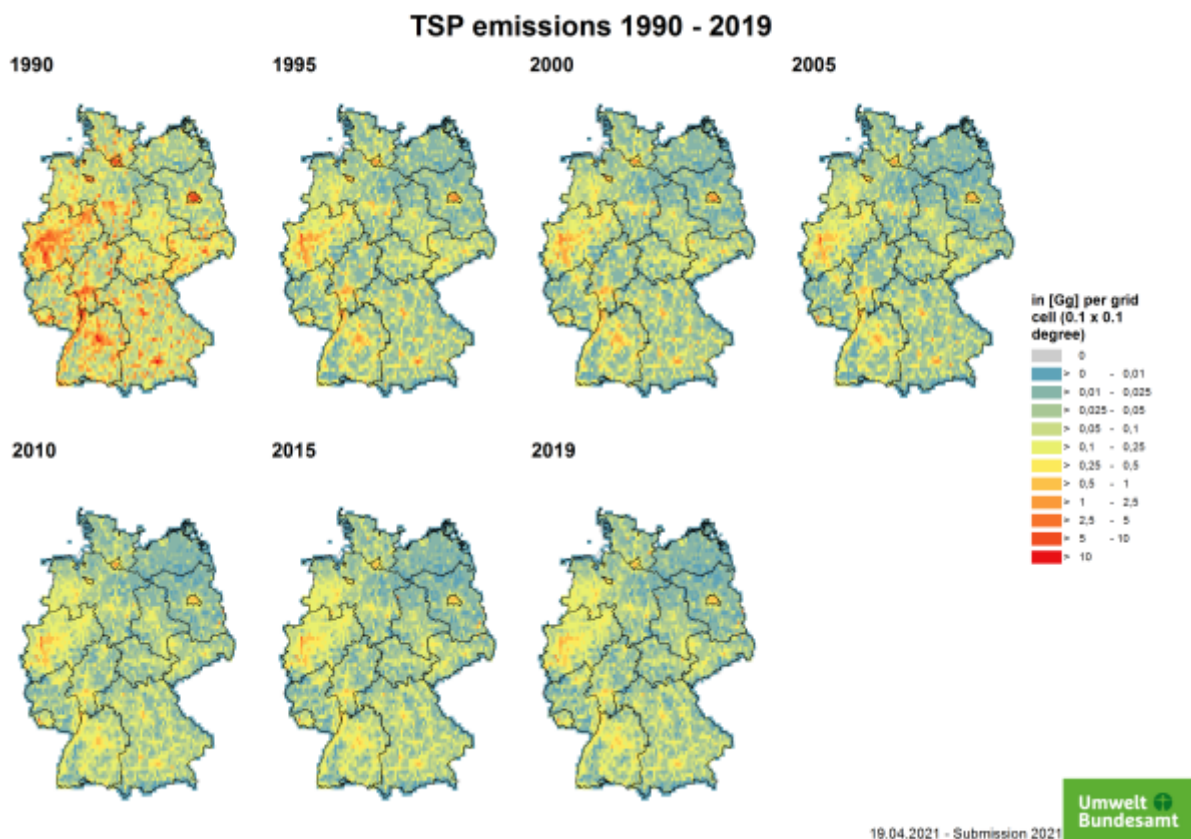 TSP emissions 1990 - 2019
1990
1995
2000
2005
in [Gg] per grid
cell (0.1 x 0.1
degree)
0
> 0 - 0,01
> 0,01 - 0,025
> 0,025 - 0,05
> 0,05 - 0,1
> 0,1 - 0,25
> 0,25 - 0,5
> 0,5 - 1
> 1 - 2,5
> 2,5 - 5
> 5 - 10
> 10
2010
2015
2019
Umwelt
Bundesamt
19.04.2021 - Submission 2021